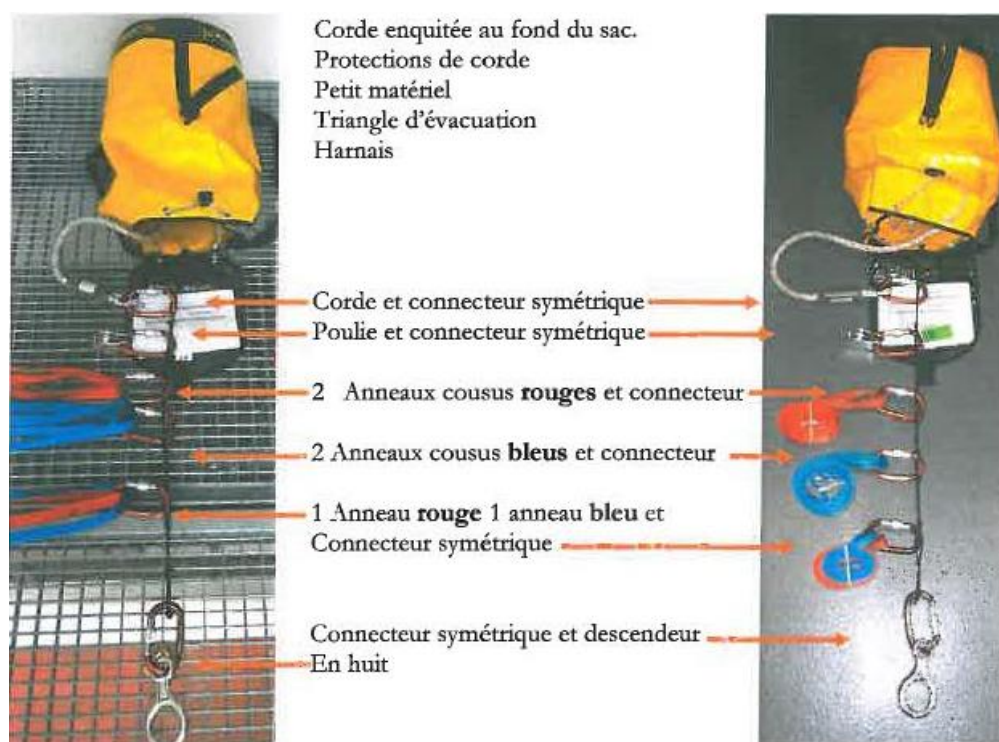 Corde enquitée au fond du sac.
Protections de corde
Petit matériel
Triangle d'évacuation
Harnais
Corde et connecteur symétrique
Poulie et connecteur symétrique
2 Anneaux cousus rouges et connecteur
2 Anneaux cousus bleus et connecteur
1 Anneau rouge 1 anneau bleu et
Connecteur symétrique
Connecteur symétrique et descendeur
En huit